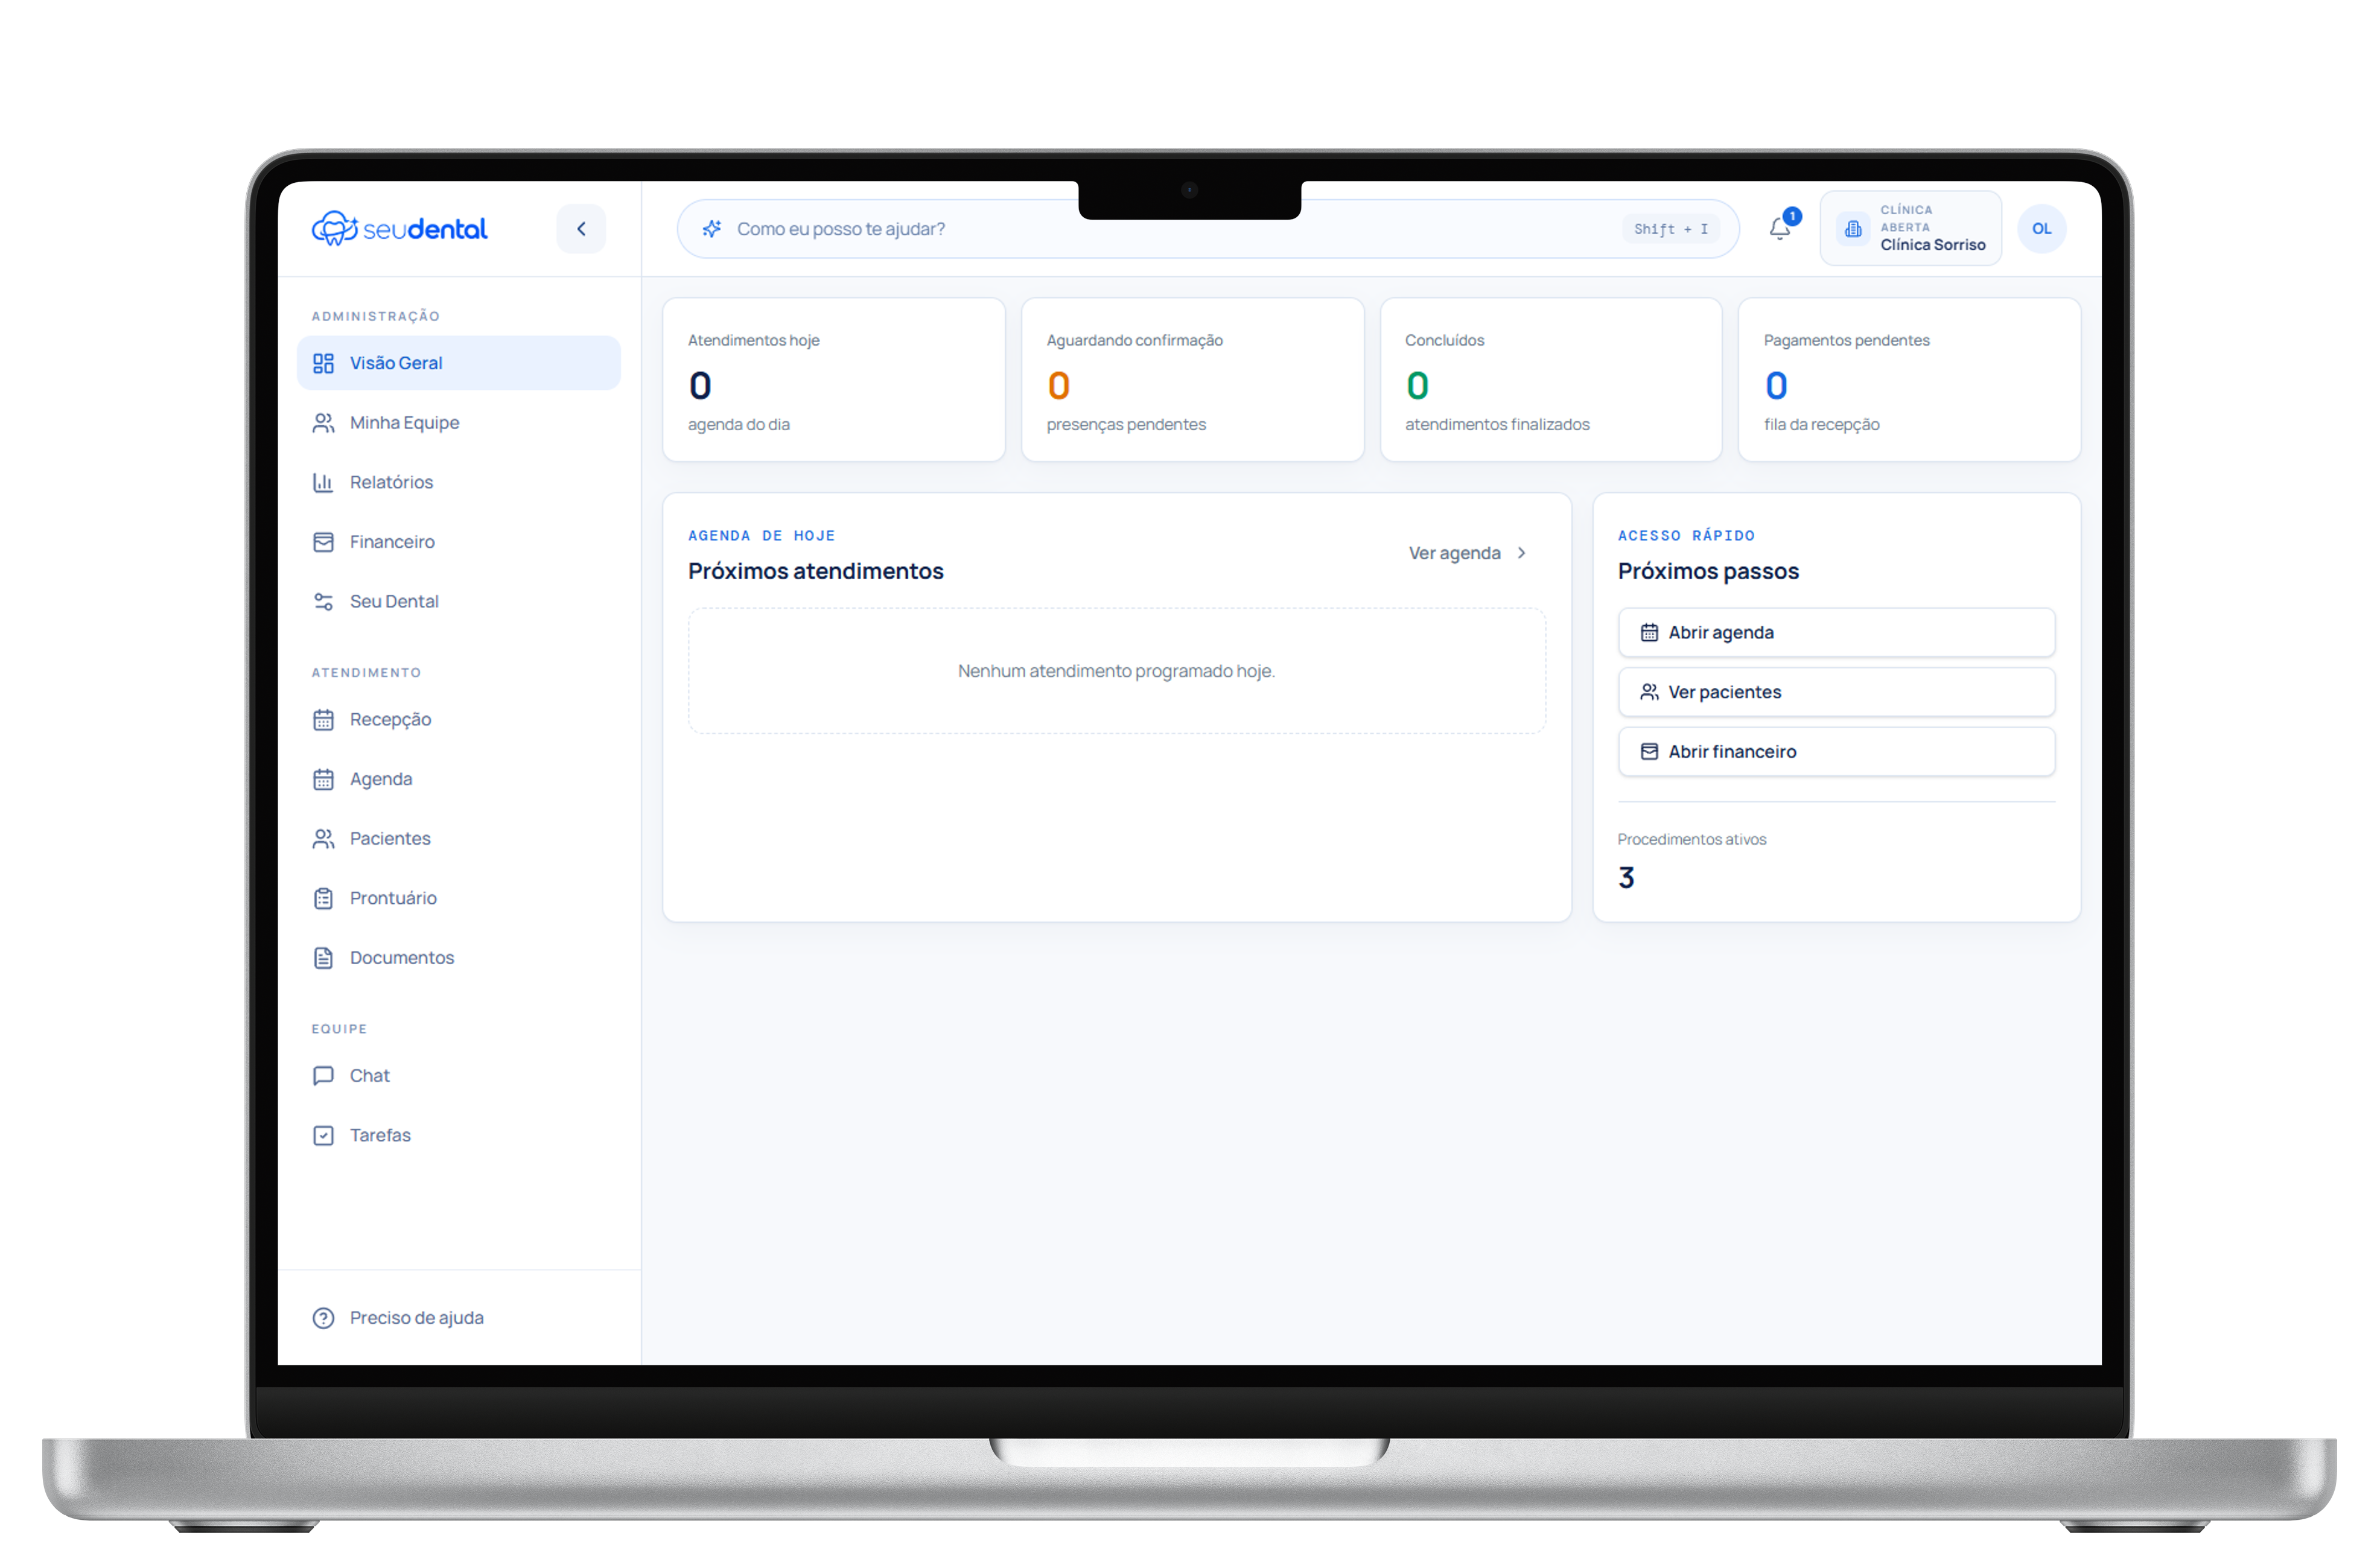 seudental
Como eu posso te ajudar?
Shift + I
1
CLÍNICA
ABERTA
Clínica Sorriso
OL
ADMINISTRAÇÃO
Visão Geral
Minha Equipe
Relatórios
Financeiro
Seu Dental
ATENDIMENTO
Recepção
Agenda
Pacientes
Prontuário
Documentos
EQUIPE
Chat
Tarefas
Preciso de ajuda
Atendimentos hoje
0
agenda do dia
Aguardando confirmação
0
presenças pendentes
Concluídos
0
atendimentos finalizados
Pagamentos pendentes
0
fila da recepção
AGENDA DE HOJE
Próximos atendimentos
Ver agenda
Nenhum atendimento programado hoje.
ACESSO RÁPIDO
Próximos passos
Abrir agenda
Ver pacientes
Abrir financeiro
Procedimentos ativos
3